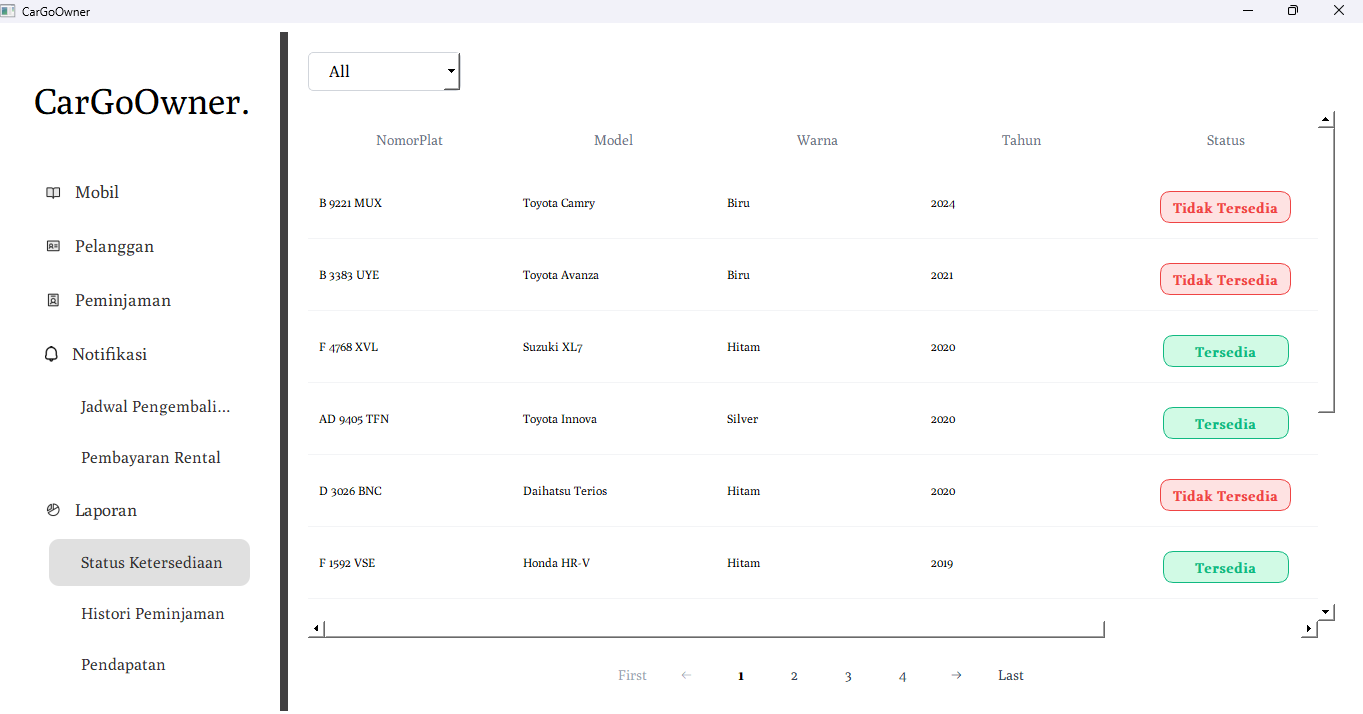 CarGoOwner
CarGoOwner.
Mobil
Pelanggan
Peminjaman
Notifikasi
Jadwal Pengembali...
Pembayaran Rental
Laporan
Status Ketersediaan
Histori Peminjaman
Pendapatan
All
NomorPlat Model Warna Tahun Status
B 9221 MUX Toyota Camry Biru 2024 Tidak Tersedia
B 3383 UYE Toyota Avanza Biru 2021 Tidak Tersedia
F 4768 XVL Suzuki XL7 Hitam 2020 Tersedia
AD 9405 TFN Toyota Innova Silver 2020 Tersedia
D 3026 BNC Daihatsu Terios Hitam 2020 Tidak Tersedia
F 1592 VSE Honda HR-V Hitam 2019 Tersedia
First ← 1 2 3 4 → Last